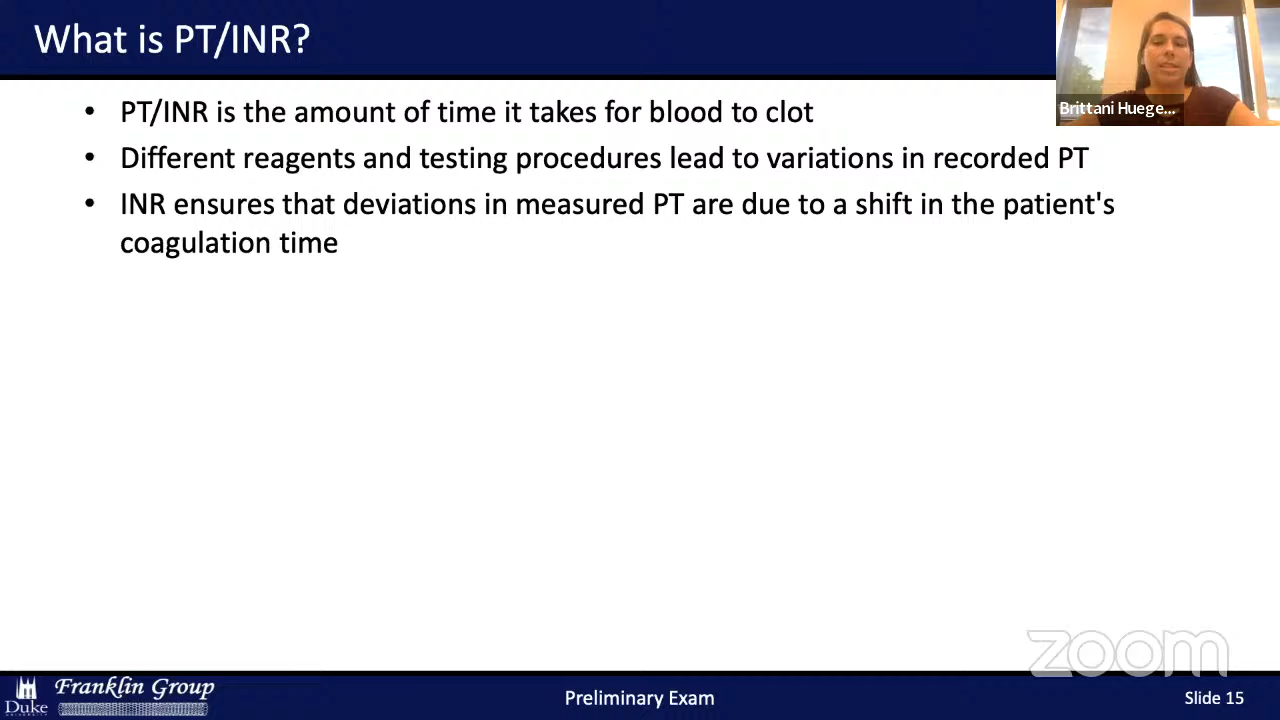 What is PT/INR?
Brittani Huege...
• PT/INR is the amount of time it takes for blood to clot
• Different reagents and testing procedures lead to variations in recorded PT
• INR ensures that deviations in measured PT are due to a shift in the patient's
coagulation time
zoom
Franklin Group
Duke
Preliminary Exam
Slide 15